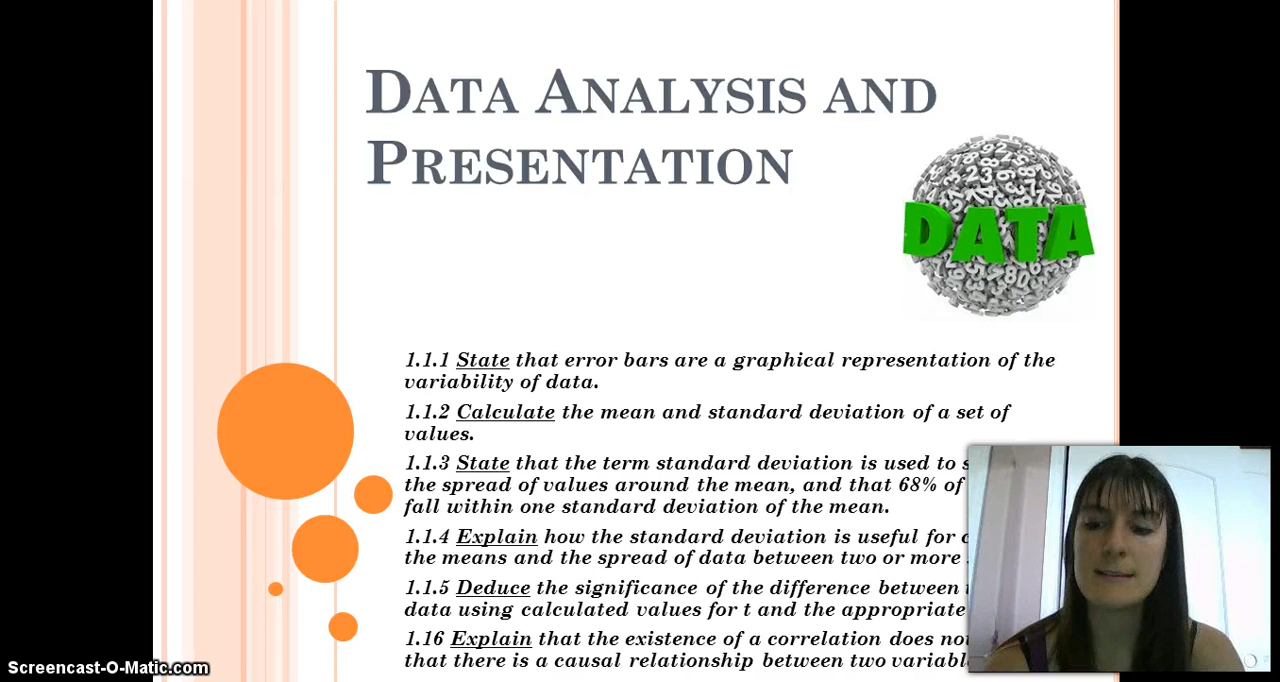 DATA ANALYSIS AND
PRESENTATION
DATA
1.1.1 State that error bars are a graphical representation of the
variability of data.
1.1.2 Calculate the mean and standard deviation of a set of
values.
1.1.3 State that the term standard deviation is used to
the spread of values around the mean, and that 68% of
fall within one standard deviation of the mean.
1.1.4 Explain how the standard deviation is useful for
the means and the spread of data between two or more
1.1.5 Deduce the significance of the difference between
data using calculated values for t and the appropriate
1.16 Explain that the existence of a correlation does
that there is a causal relationship between two
Screencast-O-Matic.com